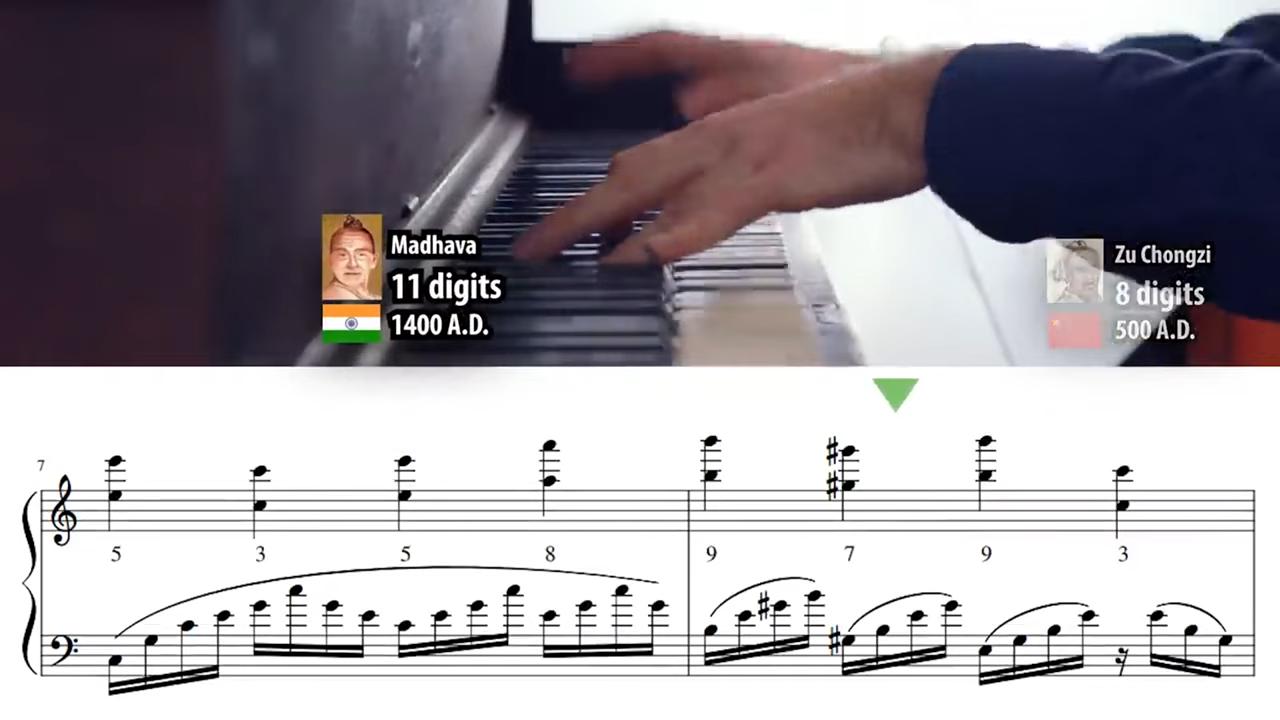 Madhava
11 digits
1400 A.D.
Zu Chongzi
8 digits
500 A.D.
7
5 3 5 8 9 7 9 3